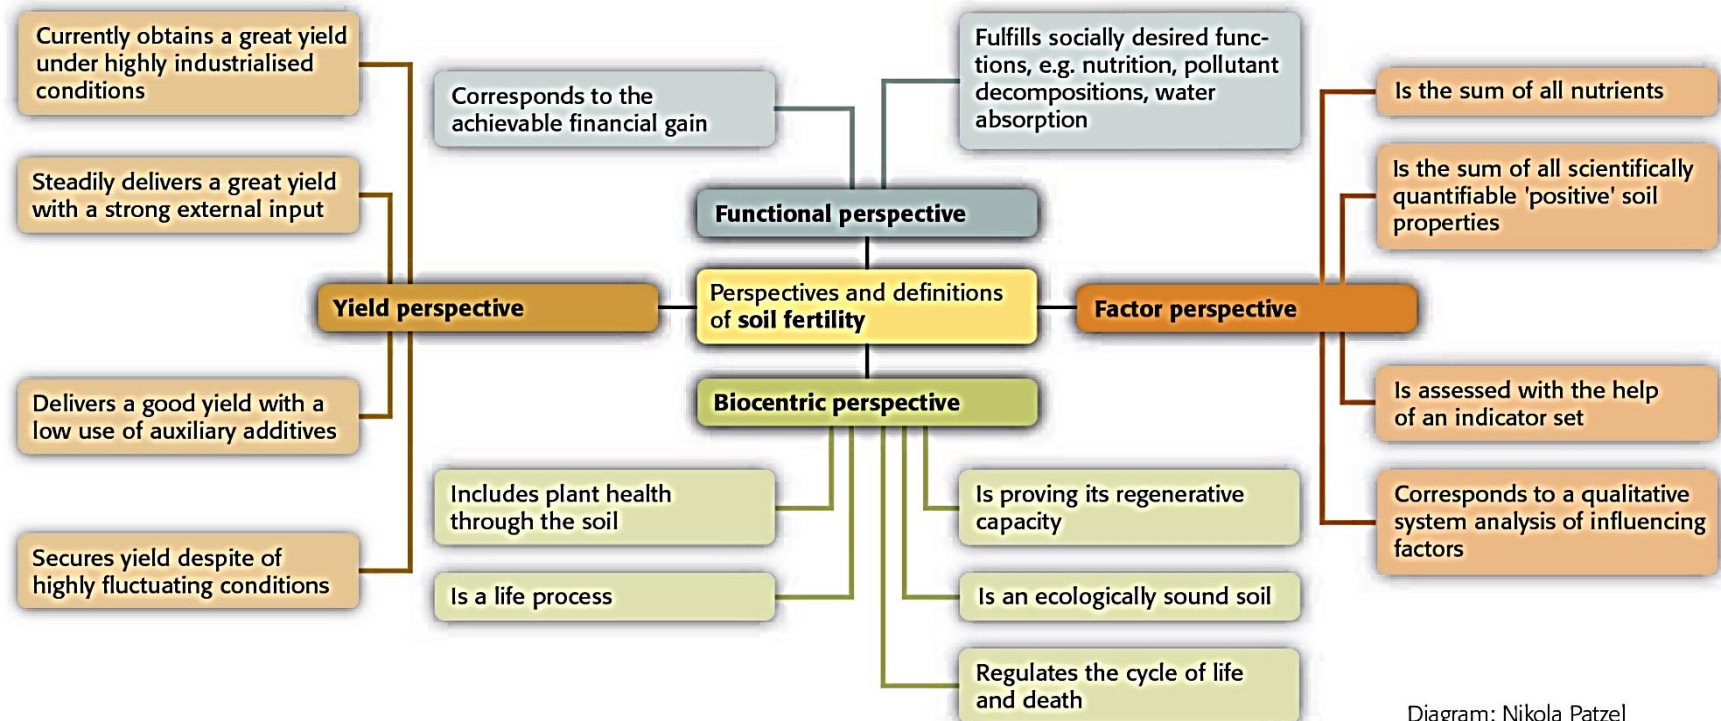 Currently obtains a great yield
under highly industrialised
conditions
Steadily delivers a great yield
with a strong external input
Yield perspective
Delivers a good yield with a
low use of auxiliary additives
Secures yield despite of
highly fluctuating conditions
Corresponds to the
achievable financial gain
Fulfills socially desired func-
tions, e.g. nutrition, pollutant
decompositions, water
absorption
Functional perspective
Perspectives and definitions
of soil fertility
Biocentric perspective
Includes plant health
through the soil
Is a life process
Is proving its regenerative
capacity
Is an ecologically sound soil
Regulates the cycle of life
and death
Is the sum of all nutrients
Is the sum of all scientifically
quantifiable 'positive' soil
properties
Factor perspective
Is assessed with the help
of an indicator set
Corresponds to a qualitative
system analysis of influencing
factors
Diagram: Nikola Patzel